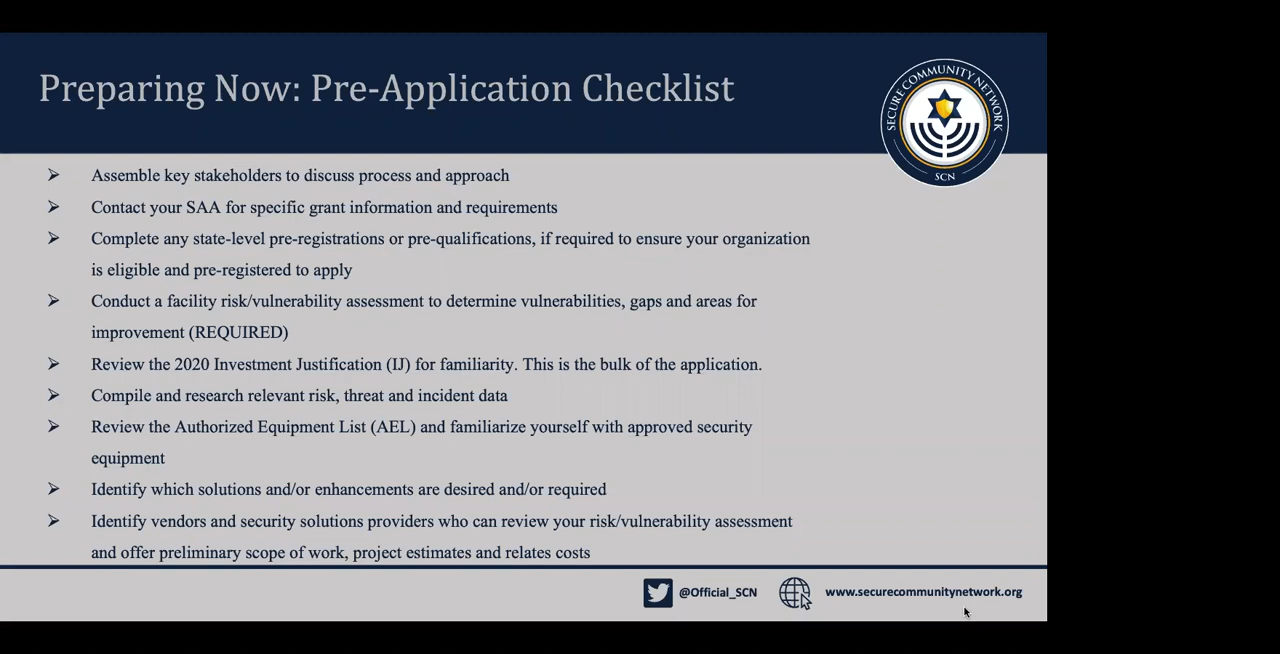 Preparing Now: Pre-Application Checklist
SECURE COMMUNITY NETWORK
SCN
➢ Assemble key stakeholders to discuss process and approach
➢ Contact your SAA for specific grant information and requirements
➢ Complete any state-level pre-registrations or pre-qualifications, if required to ensure your organization
is eligible and pre-registered to apply
➢ Conduct a facility risk/vulnerability assessment to determine vulnerabilities, gaps and areas for
improvement (REQUIRED)
➢ Review the 2020 Investment Justification (IJ) for familiarity. This is the bulk of the application.
➢ Compile and research relevant risk, threat and incident data
➢ Review the Authorized Equipment List (AEL) and familiarize yourself with approved security
equipment
➢ Identify which solutions and/or enhancements are desired and/or required
➢ Identify vendors and security solutions providers who can review your risk/vulnerability assessment
and offer preliminary scope of work, project estimates and relates costs
@Official_SCN
www.securecommunitynetwork.org